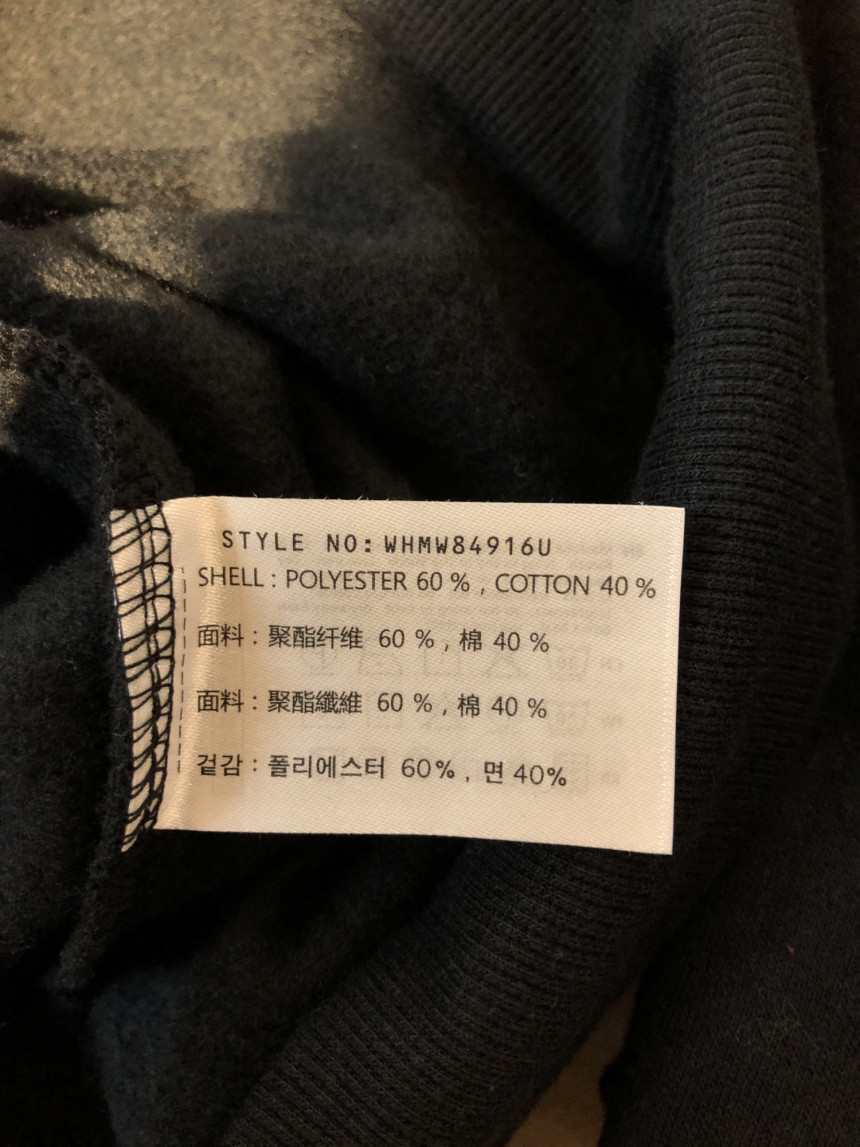 STYLE NO: WHMW84916U
SHELL : POLYESTER 60 % , COTTON 40 %
面料 : 聚酯纤维 60 % , 棉 40 %
面料 : 聚酯纖維 60 % , 棉 40 %
겉감 : 폴리에스터 60% , 면 40%